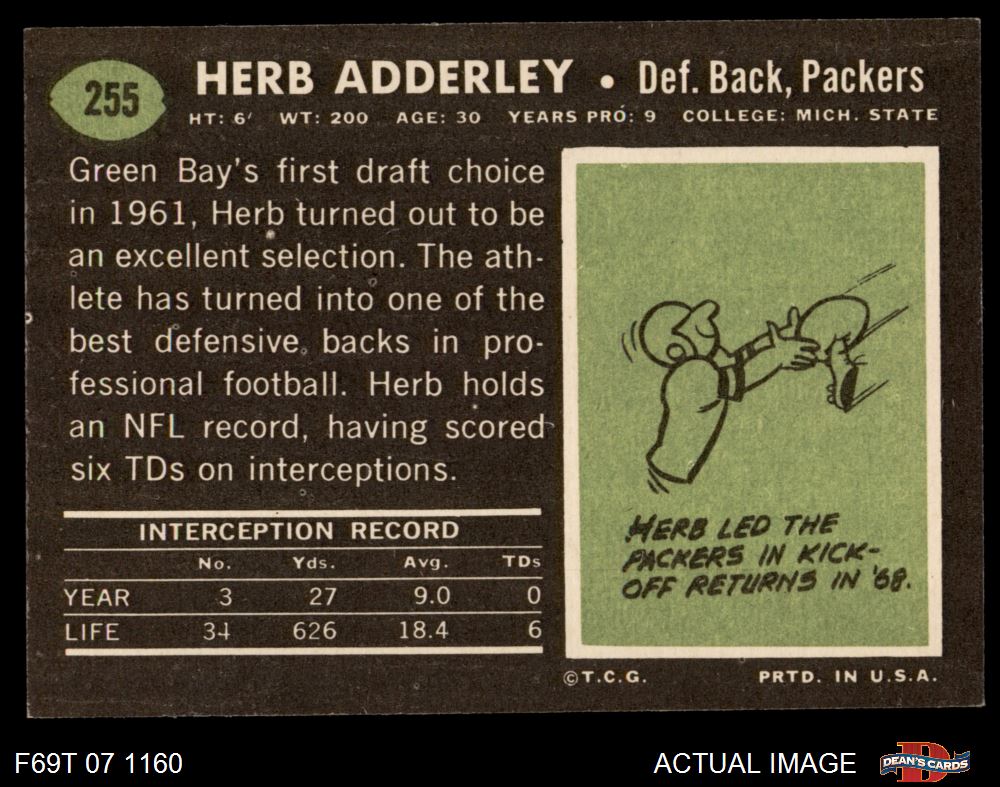 255
HERB ADDERLEY • Def. Back, Packers
HT: 6' WT: 200 AGE: 30 YEARS PRO: 9 COLLEGE: MICH. STATE
Green Bay's first draft choice
in 1961, Herb turned out to be
an excellent selection. The ath-
lete has turned into one of the
best defensive backs in pro-
fessional football. Herb holds
an NFL record, having scored
six TDs on interceptions.
INTERCEPTION RECORD
No. Yds. Avg. TDs
YEAR 3 27 9.0 0
LIFE 34 626 18.4 6
HERB LED THE
PACKERS IN KICK-
OFF RETURNS IN '68.
©T.C.G. PRTD. IN U.S.A.
F69T 07 1160 ACTUAL IMAGE DEAN'S CARDS